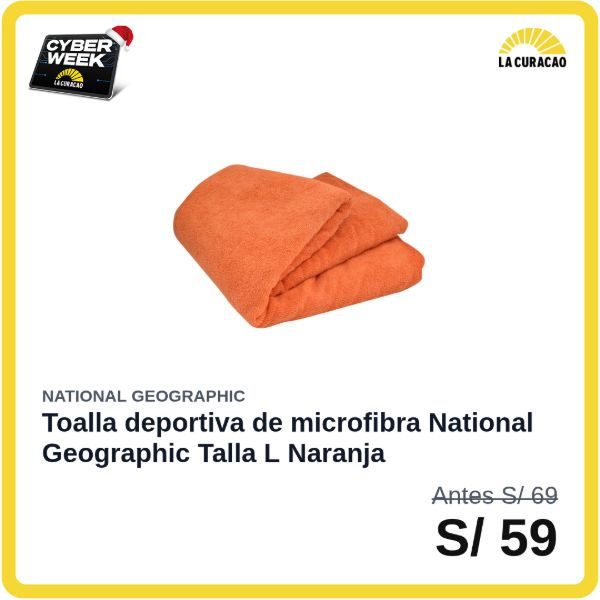 CYBER
WEEK
LA CURACAO
LA CURACAO
NATIONAL GEOGRAPHIC
Toalla deportiva de microfibra National
Geographic Talla L Naranja
Antes S/ 69
S/ 59